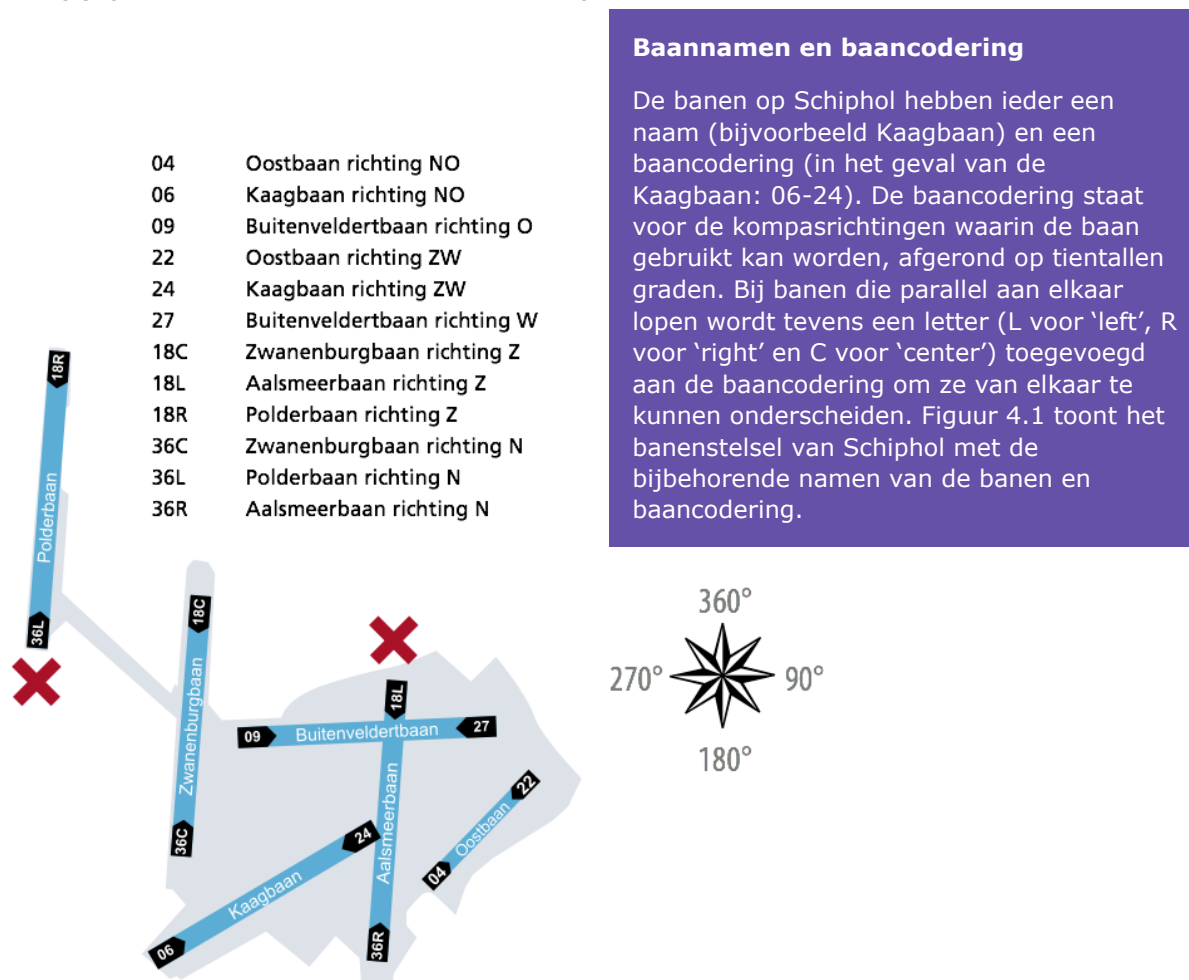 Baannamen en baancodering
De banen op Schiphol hebben ieder een
naam (bijvoorbeeld Kaagbaan) en een
baancodering (in het geval van de
Kaagbaan: 06-24). De baancodering staat
voor de kompasrichtingen waarin de baan
gebruikt kan worden, afgerond op tientallen
graden. Bij banen die parallel aan elkaar
lopen wordt tevens een letter (L voor ‘left’, R
voor ‘right’ en C voor ‘center’) toegevoegd
aan de baancodering om ze van elkaar te
kunnen onderscheiden. Figuur 4.1 toont het
banenstelsel van Schiphol met de
bijbehorende namen van de banen en
baancodering.
04 Oostbaan richting NO
06 Kaagbaan richting NO
09 Buitenveldertbaan richting O
22 Oostbaan richting ZW
24 Kaagbaan richting ZW
27 Buitenveldertbaan richting W
18C Zwanenburgbaan richting Z
18L Aalsmeerbaan richting Z
18R Polderbaan richting Z
36C Zwanenburgbaan richting N
36L Polderbaan richting N
36R Aalsmeerbaan richting N
18R
Polderbaan
36L
18C
Zwanenburgbaan
36C
18L
Aalsmeerbaan
36R
09 Buitenveldertbaan 27
24
Kaagbaan
06
22
Oostbaan
04
360°
270° 90°
180°